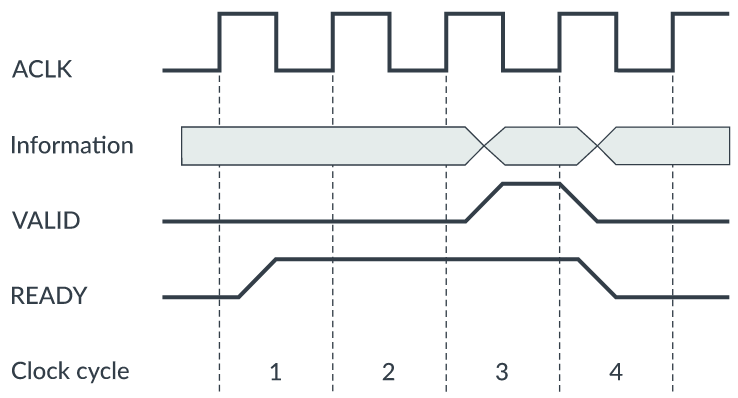 ACLK
Information
VALID
READY
Clock cycle 1 2 3 4